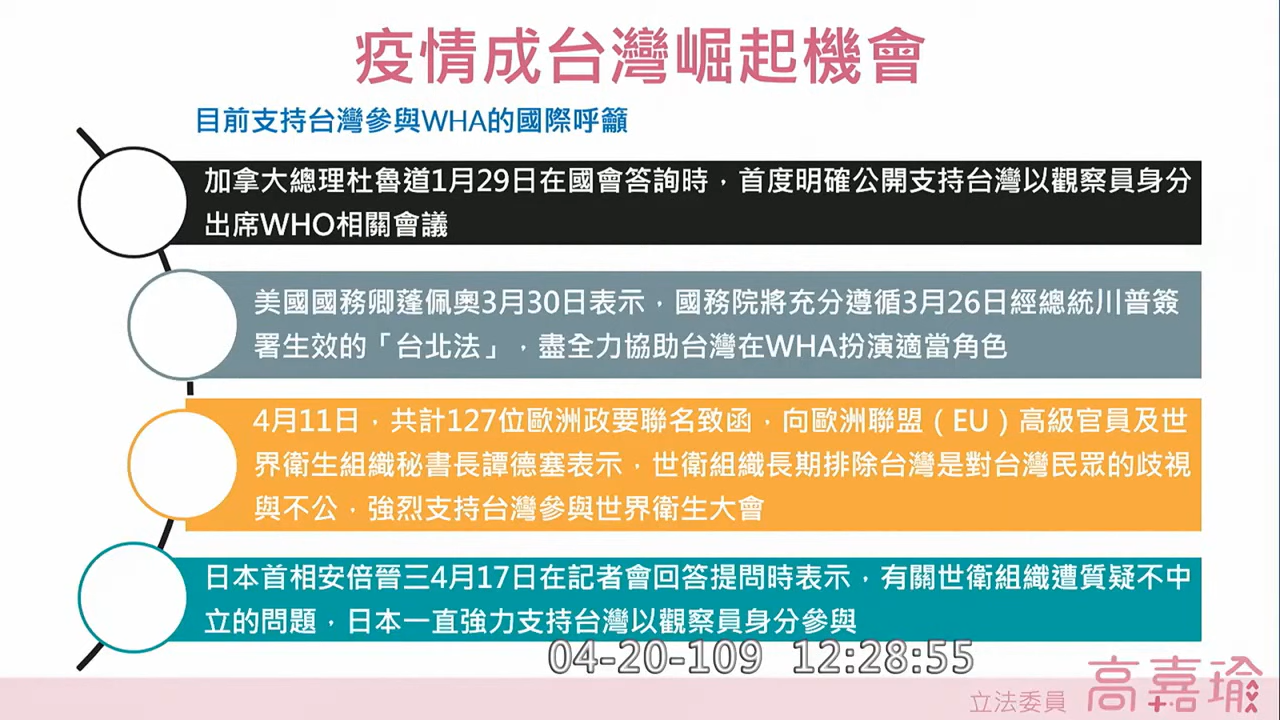 疫情成台灣崛起機會
目前支持台灣參與WHA的國際呼籲
加拿大總理杜魯道1月29日在國會答詢時，首度明確公開支持台灣以觀察員身分
出席WHO相關會議
美國國務卿蓬佩奧3月30日表示，國務院將充分遵循3月26日經總統川普簽
署生效的「台北法」，盡全力協助台灣在WHA扮演適當角色
4月11日，共計127位歐洲政要聯名致函，向歐洲聯盟（EU）高級官員及世
界衛生組織秘書長譚德塞表示，世衛組織長期排除台灣是對台灣民眾的歧視
與不公，強烈支持台灣參與世界衛生大會
日本首相安倍晉三4月17日在記者會回答提問時表示，有關世衛組織遭質疑不中
立的問題，日本一直強力支持台灣以觀察員身分參與
04-20-109 12:28:55
立法委員 高嘉瑜